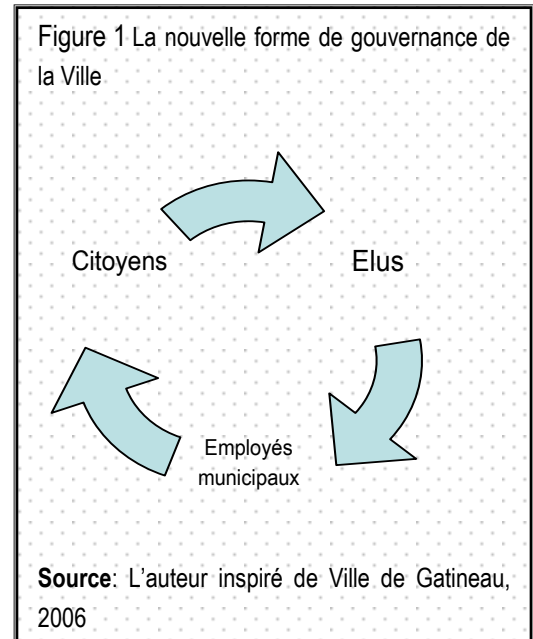 Figure 1 La nouvelle forme de gouvernance de
la Ville
Citoyens
Elus
Employés
municipaux
Source: L'auteur inspiré de Ville de Gatineau,
2006